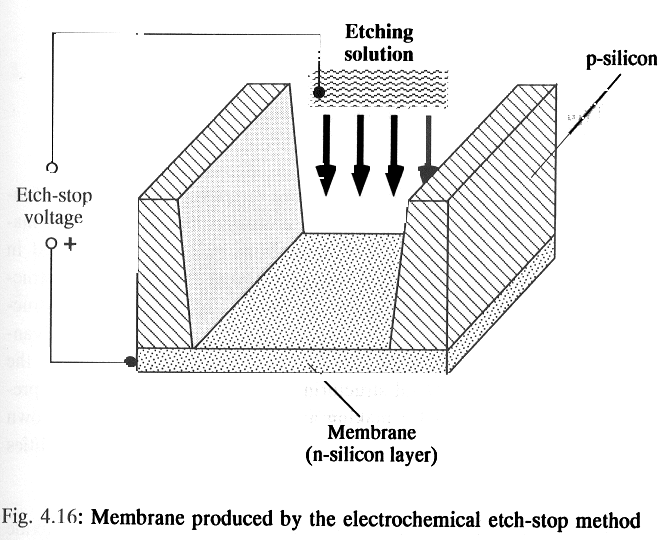 Etching
solution
p-silicon
Etch-stop
voltage
+
Membrane
(n-silicon layer)
Fig. 4.16: Membrane produced by the electrochemical etch-stop method